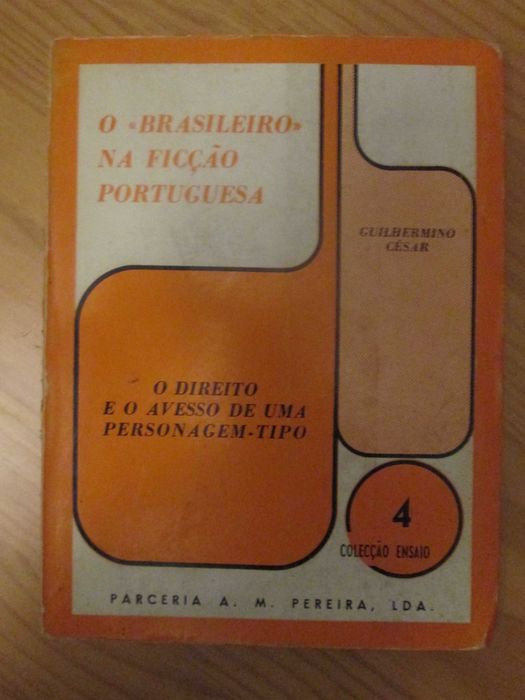 O «BRASILEIRO»
NA FICÇÃO
PORTUGUESA
GUILHERMINO
CÉSAR
O DIREITO
E O AVESSO DE UMA
PERSONAGEM-TIPO
4
COLECÇÃO ENSAIO
PARCERIA A. M. PEREIRA, LDA.